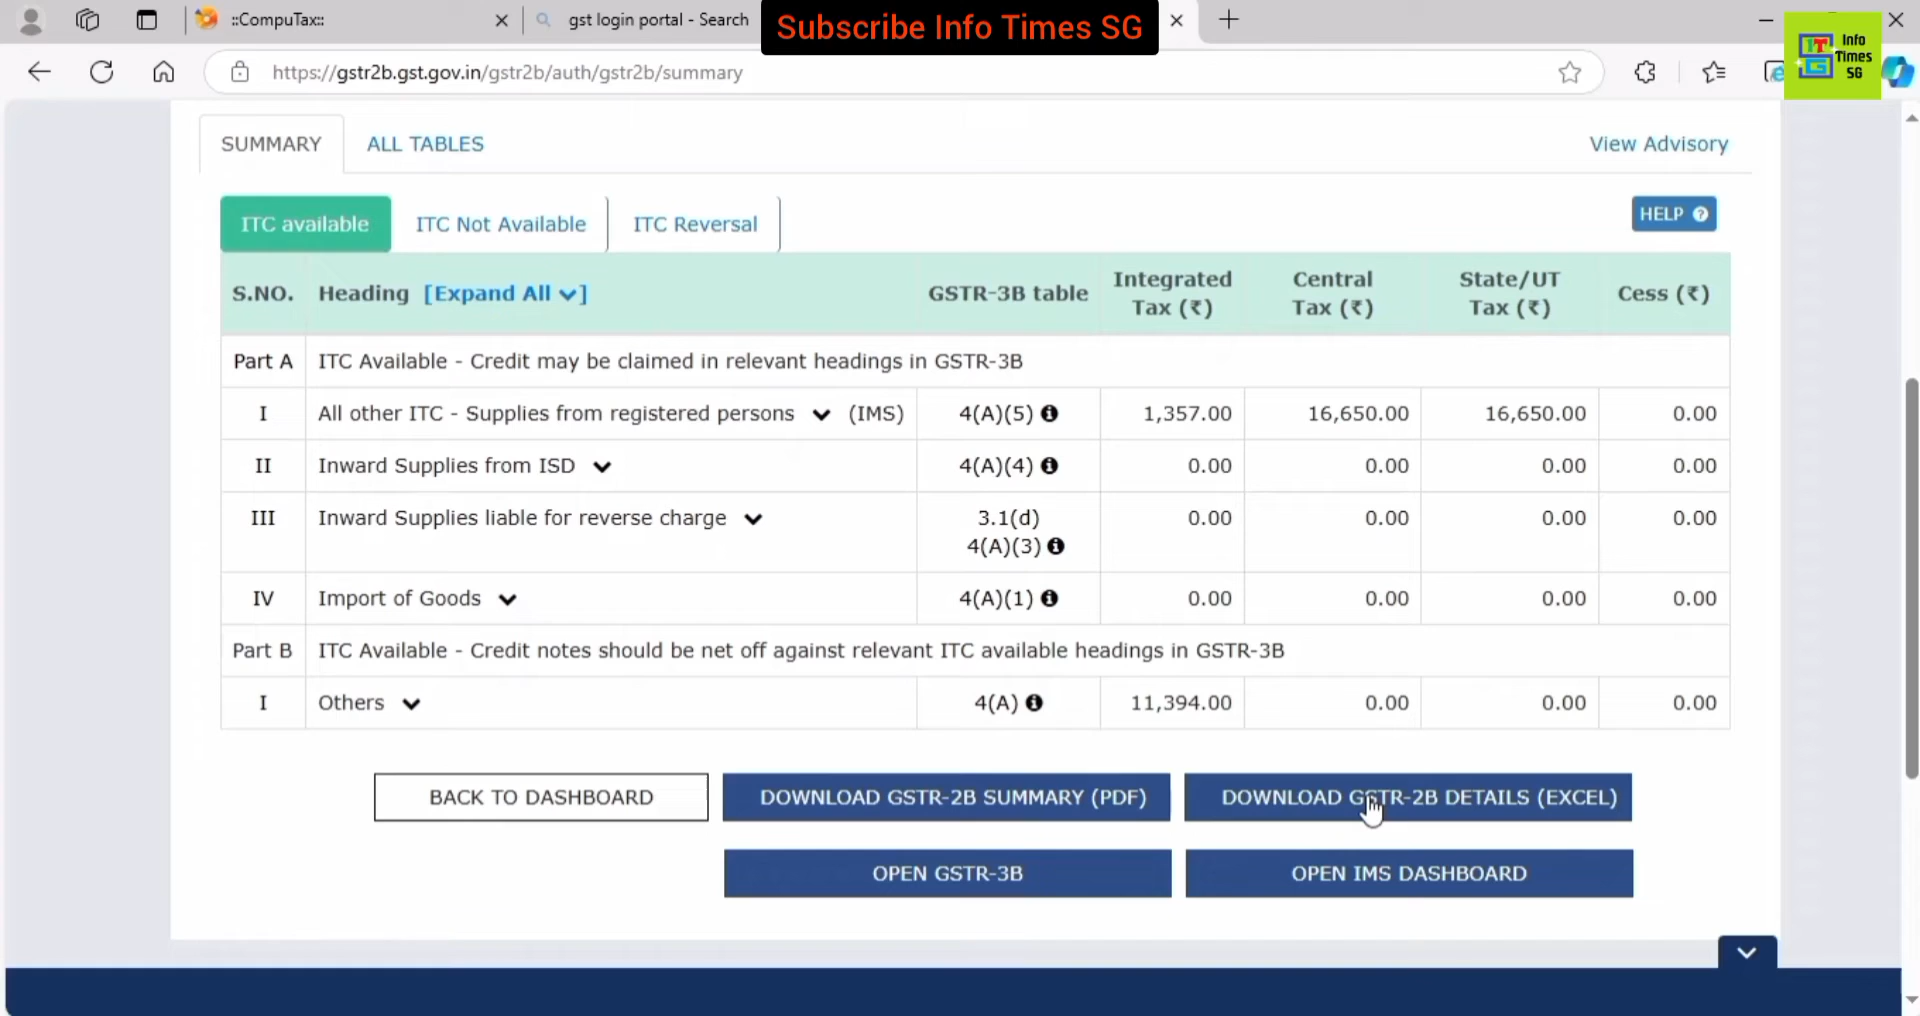 ::CompuTax::
gst login portal - Search
Subscribe Info Times SG
https://gstr2b.gst.gov.in/gstr2b/auth/gstr2b/summary
IT
G
Info
Times
SG
SUMMARY ALL TABLES View Advisory
ITC available ITC Not Available ITC Reversal HELP ?
S.NO. Heading [Expand All] GSTR-3B table Integrated Tax (₹) Central Tax (₹) State/UT Tax (₹) Cess (₹)
Part A ITC Available - Credit may be claimed in relevant headings in GSTR-3B
I All other ITC - Supplies from registered persons (IMS) 4(A)(5) 1,357.00 16,650.00 16,650.00 0.00
II Inward Supplies from ISD 4(A)(4) 0.00 0.00 0.00 0.00
III Inward Supplies liable for reverse charge 3.1(d) 0.00 0.00 0.00 0.00
4(A)(3)
IV Import of Goods 4(A)(1) 0.00 0.00 0.00 0.00
Part B ITC Available - Credit notes should be net off against relevant ITC available headings in GSTR-3B
I Others 4(A) 11,394.00 0.00 0.00 0.00
BACK TO DASHBOARD DOWNLOAD GSTR-2B SUMMARY (PDF) DOWNLOAD GSTR-2B DETAILS (EXCEL)
OPEN GSTR-3B OPEN IMS DASHBOARD